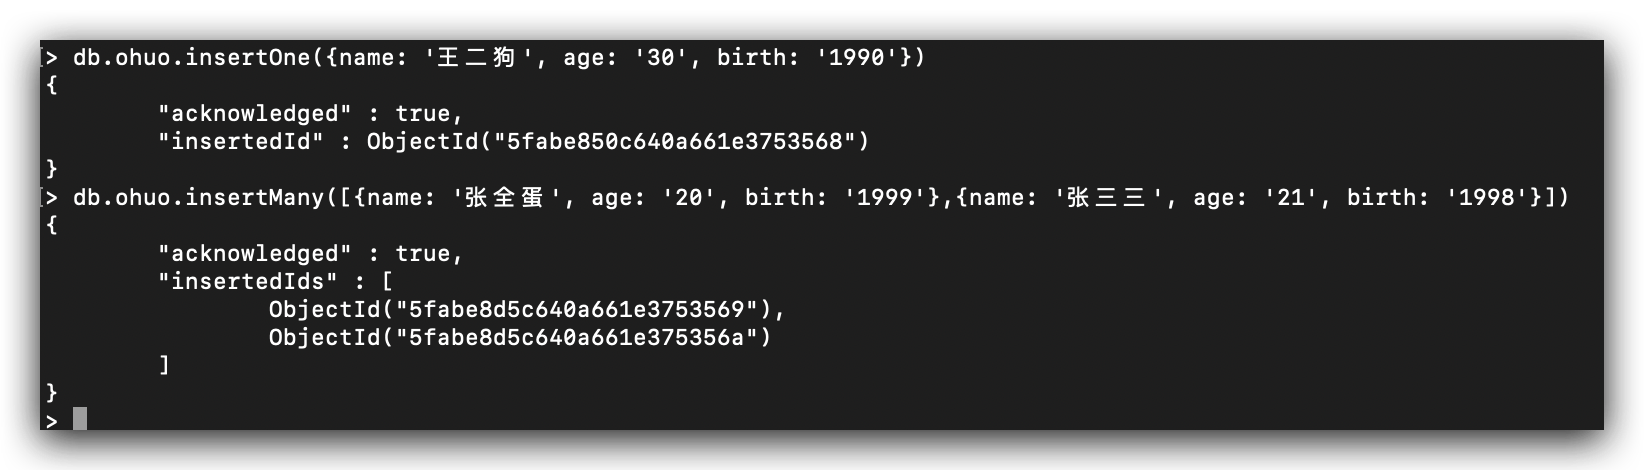 > db.ohuo.insertOne({name: '王二狗', age: '30', birth: '1990'})
{
        "acknowledged" : true,
        "insertedId" : ObjectId("5fabe850c640a661e3753568")
}
> db.ohuo.insertMany([{name: '张全蛋', age: '20', birth: '1999'},{name: '张三三', age: '21', birth: '1998'}])
{
        "acknowledged" : true,
        "insertedIds" : [
                ObjectId("5fabe8d5c640a661e3753569"),
                ObjectId("5fabe8d5c640a661e375356a")
        ]
}
>